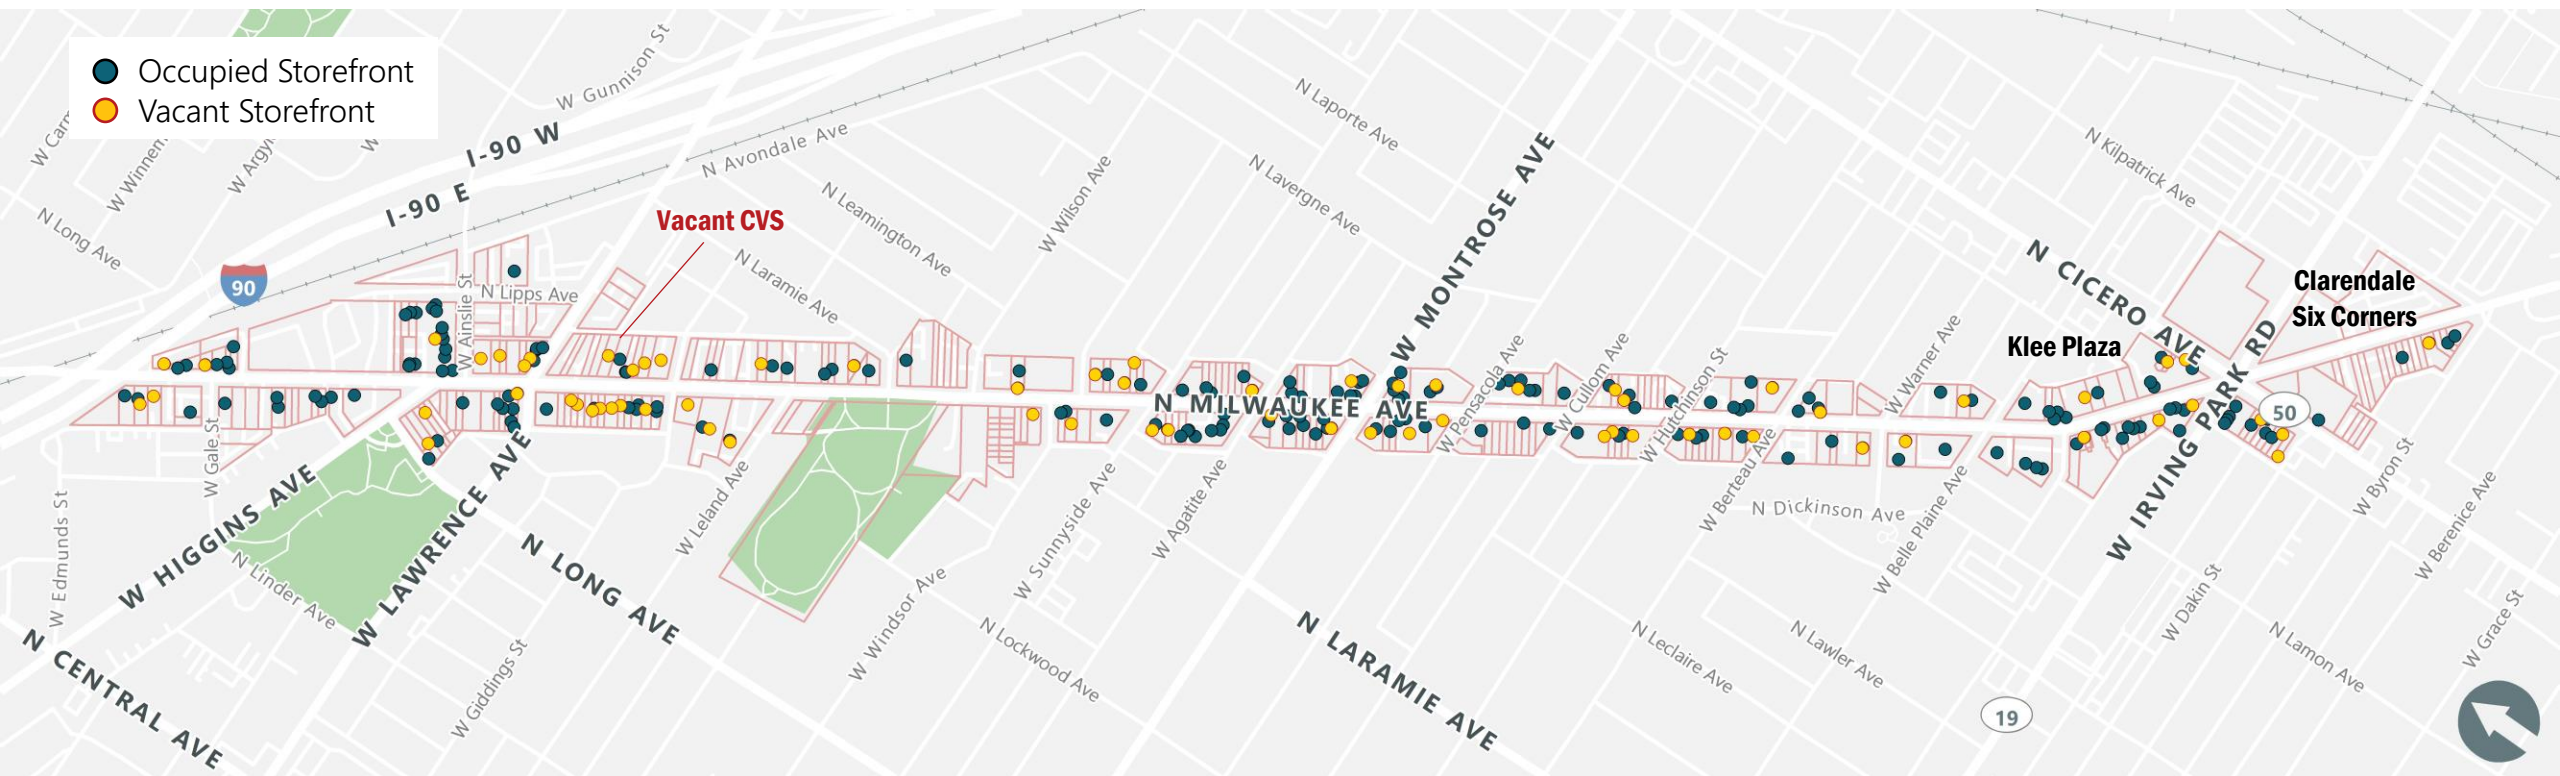 Occupied Storefront
Vacant Storefront
W Gunnison St
I-90 W
I-90 E
N Avondale Ave
N Long Ave
90
N Lipps Ave
W Ainslie St
Vacant CVS
N Laramie Ave
N Leamington Ave
W Wilson Ave
N Laporte Ave
N Lavergne Ave
W MONTROSE AVE
N Kilpatrick Ave
N CICERO AVE
Klee Plaza
Clarendale
Six Corners
W Pensacola Ave
W Cullom Ave
W Hutchinson St
W Warner Ave
N MILWAUKEE AVE
W IRVING PARK RD
50
W Gale St
W Edmunds St
W HIGGINS AVE
N Linder Ave
W LAWRENCE AVE
N CENTRAL AVE
W Giddings St
N LONG AVE
W Leland Ave
W Windsor Ave
N Lockwood Ave
W Sunnyside Ave
W Agatite Ave
N LARAMIE AVE
N Leclaire Ave
W Berteau Ave
N Dickinson Ave
N Lawler Ave
W Belle Plaine Ave
19
W Dakin St
N Lamon Ave
W Byron St
W Berenice Ave
W Grace St